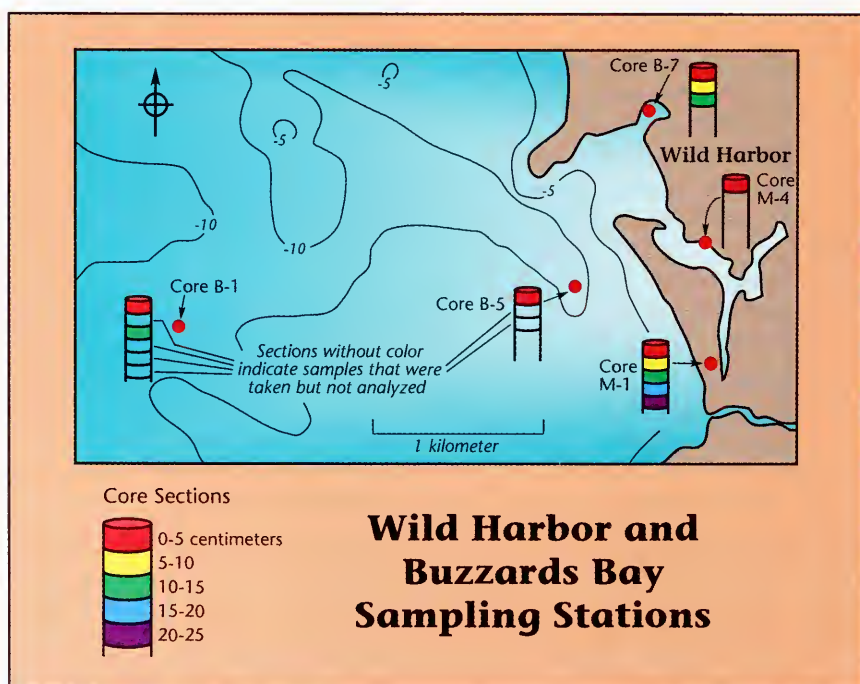 Core B-7
-5
-5
Wild Harbor
Core
M-4
-5
-10
-10
Core B-1
Core B-5
Sections without color
indicate samples that were
taken but not analyzed
Core
M-1
1 kilometer
Core Sections
0-5 centimeters
5-10
10-15
15-20
20-25
Wild Harbor and
Buzzards Bay
Sampling Stations